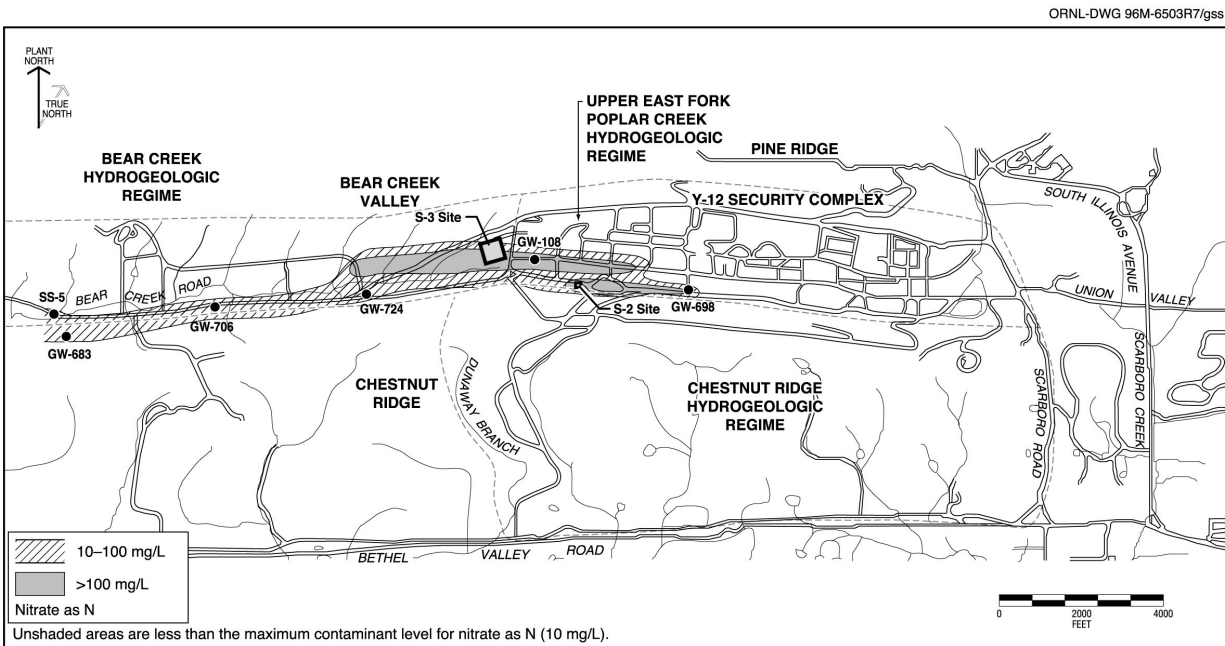 ORNL-DWG 96M-6503R7/gss
PLANT
NORTH
TRUE
NORTH
UPPER EAST FORK
POPLAR CREEK
HYDROGEOLOGIC
REGIME
PINE RIDGE
BEAR CREEK
HYDROGEOLOGIC
REGIME
BEAR CREEK
VALLEY
SOUTH ILLINOIS AVENUE
Y-12 SECURITY COMPLEX
S-3 Site
GW-108
SS-5
BEAR CREEK ROAD
GW-706
GW-724
S-2 Site
GW-698
UNION VALLEY
GW-683
CHESTNUT
RIDGE
DUNAWAY BRANCH
CHESTNUT RIDGE
HYDROGEOLOGIC
REGIME
SCARBORO ROAD
SCARBORO CREEK
10–100 mg/L
>100 mg/L
Nitrate as N
BETHEL VALLEY ROAD
0 2000 4000
FEET
Unshaded areas are less than the maximum contaminant level for nitrate as N (10 mg/L).